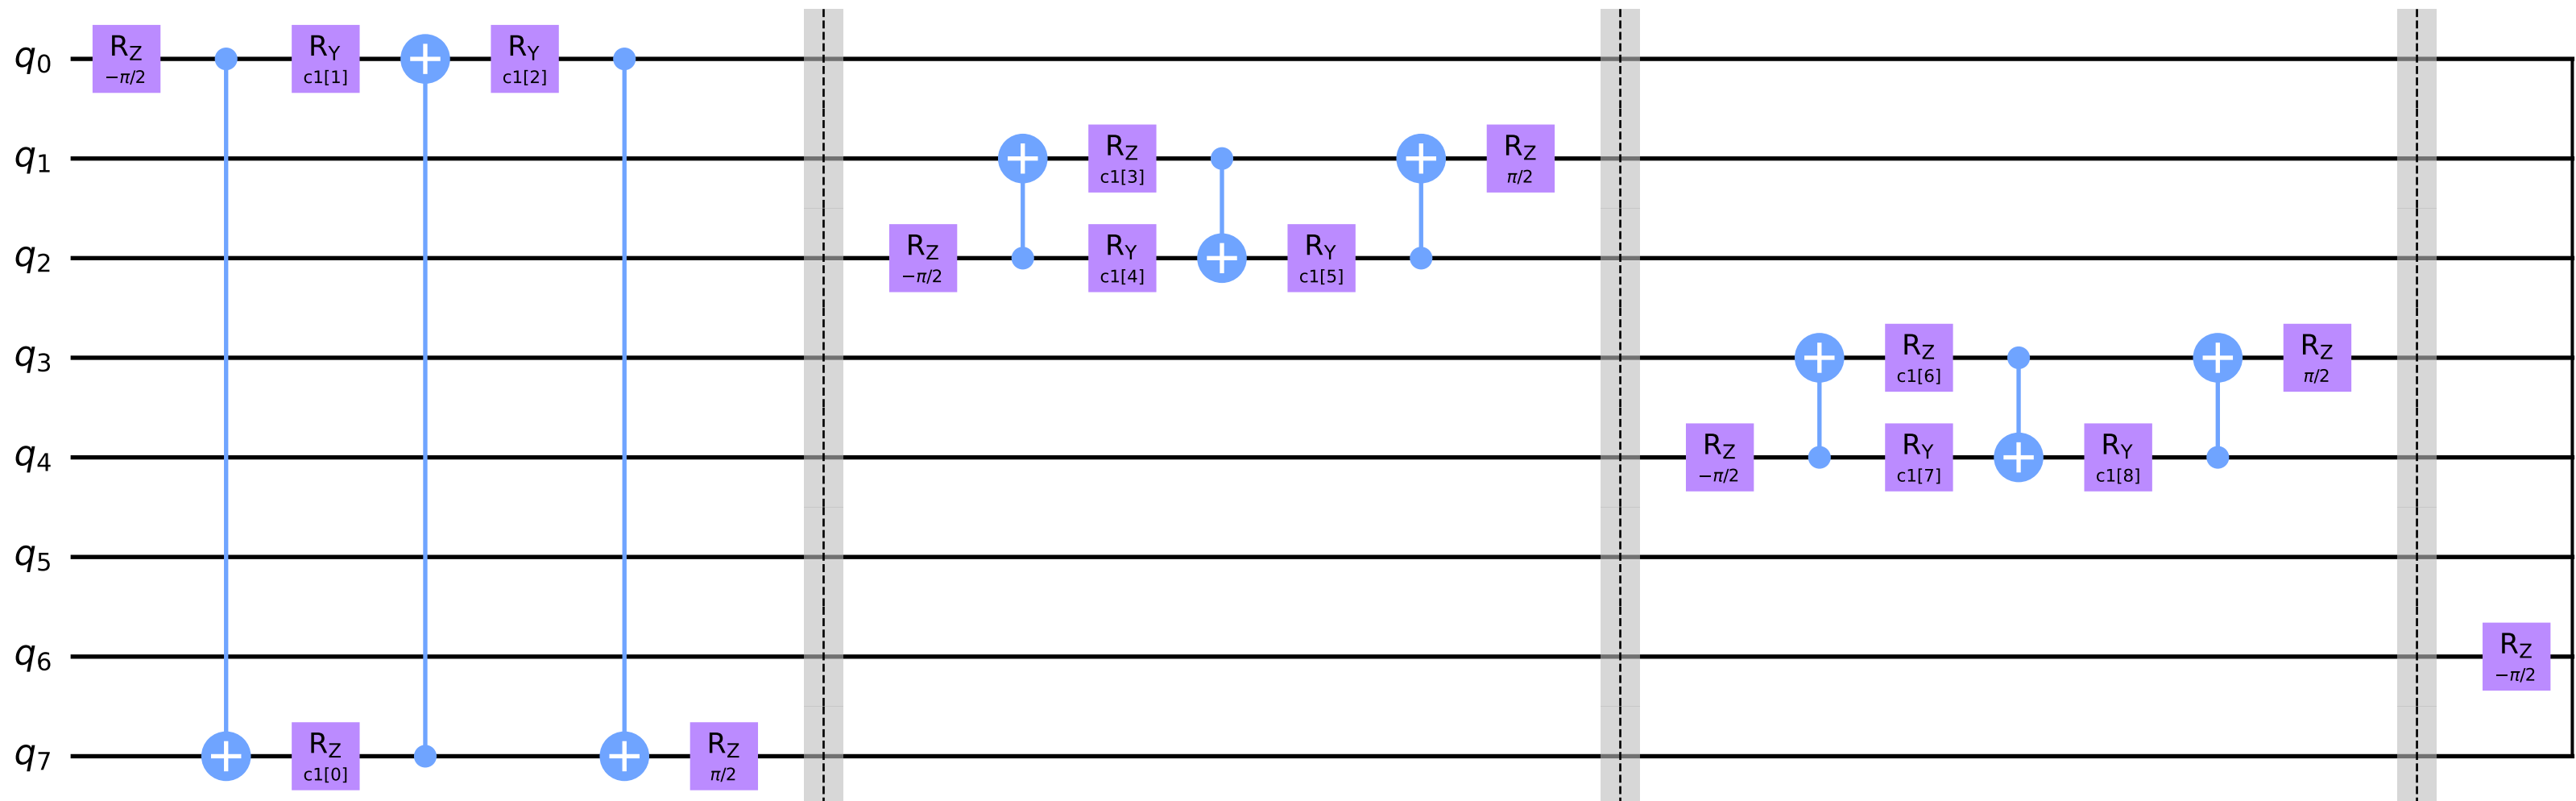 q0 RZ −π/2 RY c1[1] RY c1[2]
q1 RZ c1[3] RZ π/2
q2 RZ −π/2 RY c1[4] RY c1[5]
q3 RZ c1[6] RZ π/2
q4 RZ −π/2 RY c1[7] RY c1[8]
q5
q6 RZ −π/2
q7 RZ c1[0] RZ π/2